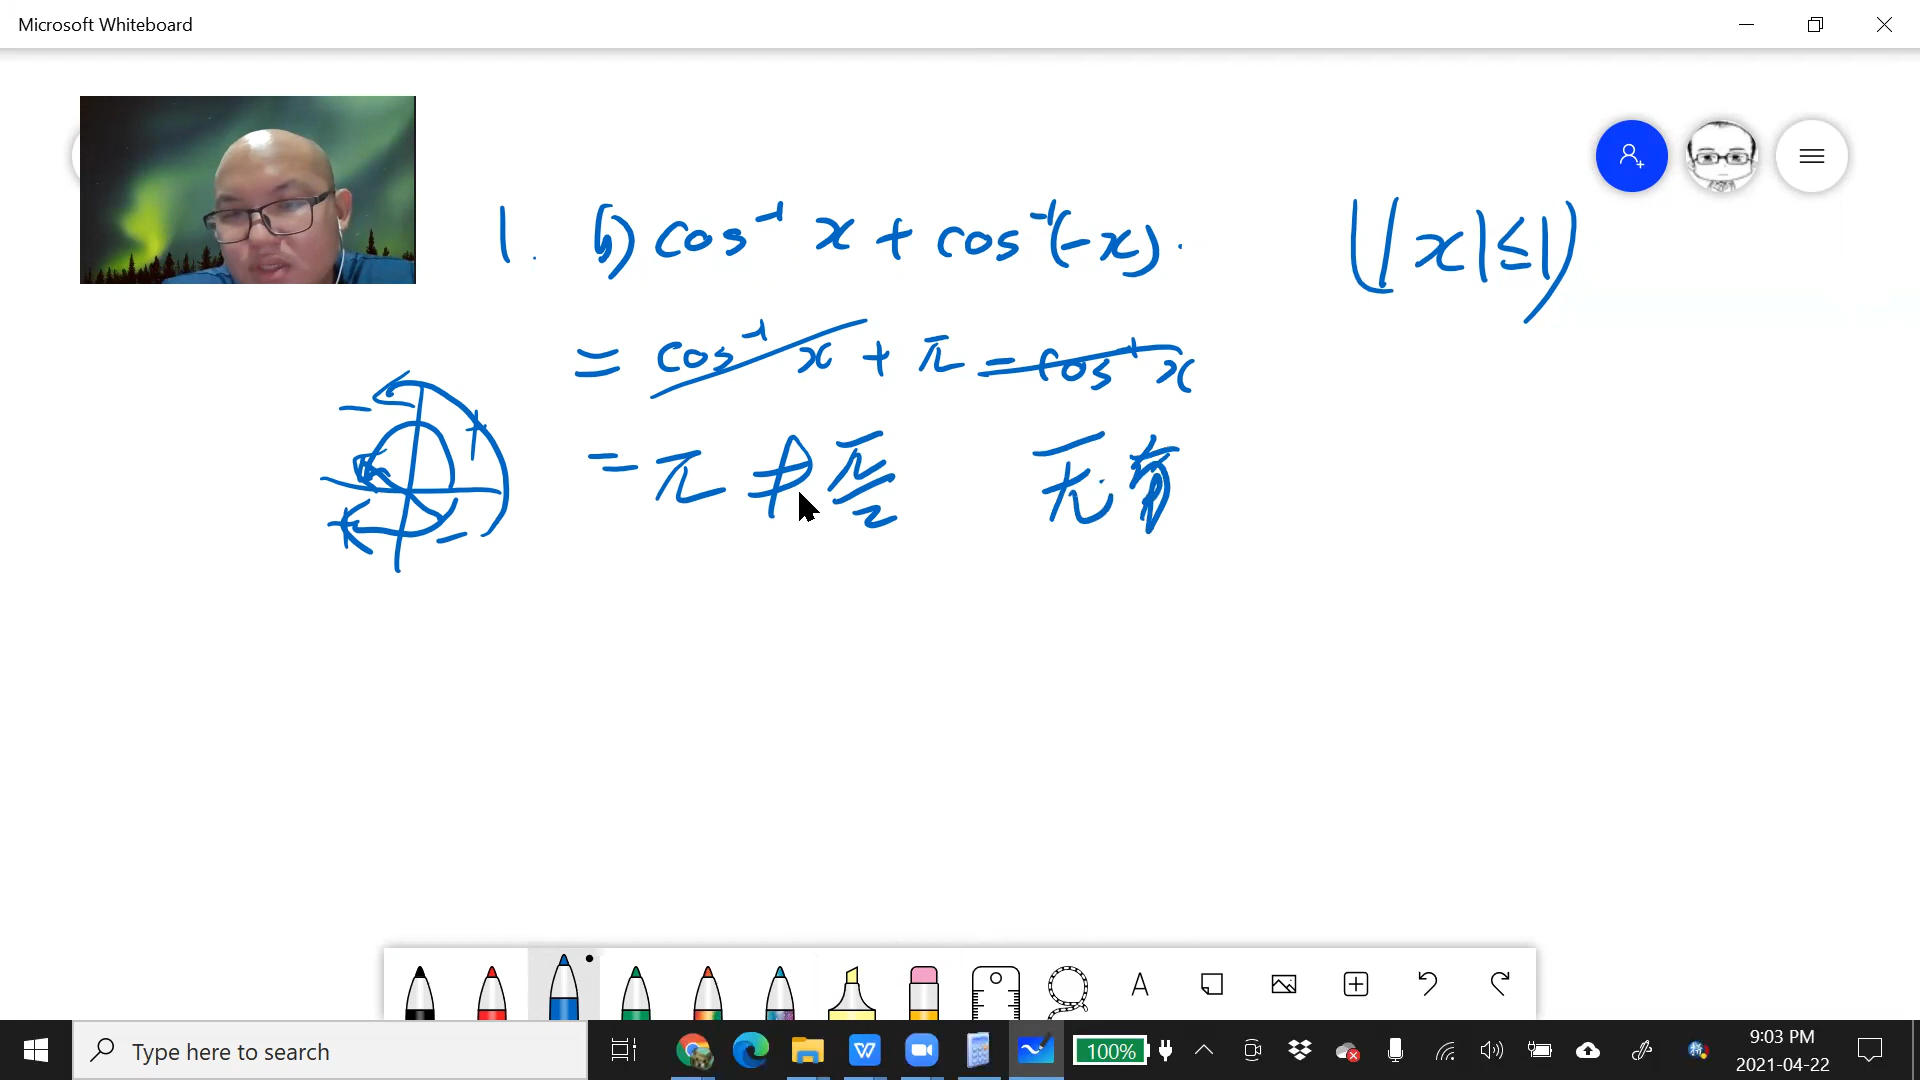 Microsoft Whiteboard
1. b) cos⁻¹ x + cos⁻¹(-x). (|x|≤1)
= cos⁻¹ x + π - cos⁻¹ x
= π ≠ π/2 无
A
Type here to search
100%
9:03 PM
2021-04-22